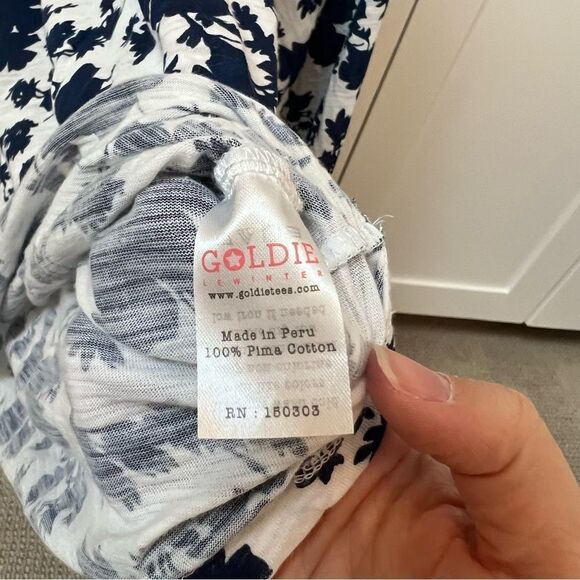 GOLDIE
LEWINTER
www.goldietees.com
Made in Peru
100% Pima Cotton
RN : 150303